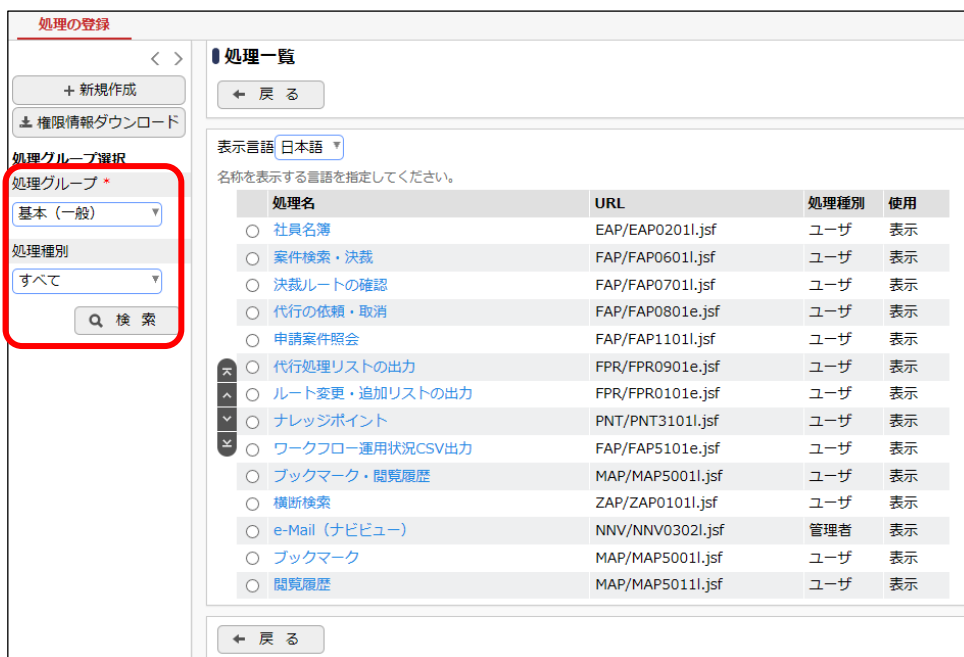 処理の登録
+ 新規作成
権限情報ダウンロード
処理グループ選択
処理グループ *
基本（一般）
処理種別
すべて
検 索
処理一覧
戻 る
表示言語 日本語
名称を表示する言語を指定してください。
処理名 URL 処理種別 使用
社員名簿 EAP/EAP0201l.jsf ユーザ 表示
案件検索・決裁 FAP/FAP0601l.jsf ユーザ 表示
決裁ルートの確認 FAP/FAP0701l.jsf ユーザ 表示
代行の依頼・取消 FAP/FAP0801e.jsf ユーザ 表示
申請案件照会 FAP/FAP1101l.jsf ユーザ 表示
代行処理リストの出力 FPR/FPR0901e.jsf ユーザ 表示
ルート変更・追加リストの出力 FPR/FPR0101e.jsf ユーザ 表示
ナレッジポイント PNT/PNT3101l.jsf ユーザ 表示
ワークフロー運用状況CSV出力 FAP/FAP5101e.jsf ユーザ 表示
ブックマーク・閲覧履歴 MAP/MAP5001l.jsf ユーザ 表示
横断検索 ZAP/ZAP0101l.jsf ユーザ 表示
e-Mail（ナビビュー） NNV/NNV0302l.jsf 管理者 表示
ブックマーク MAP/MAP5001l.jsf ユーザ 表示
閲覧履歴 MAP/MAP5011l.jsf ユーザ 表示
戻 る